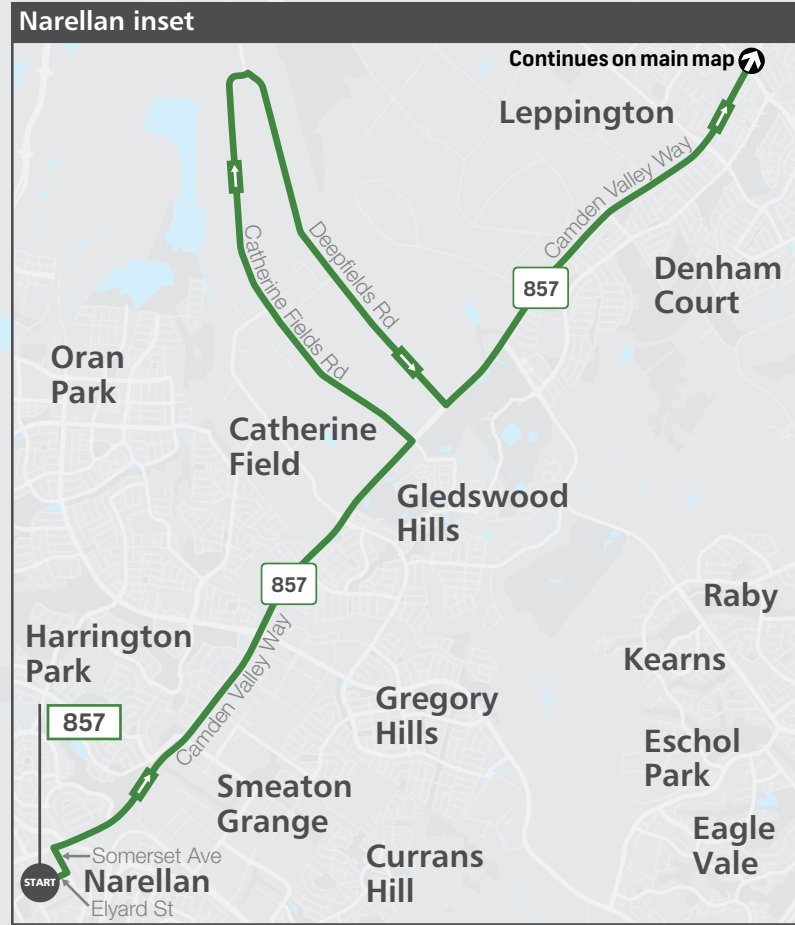 Narellan inset
Continues on main map
Leppington
Camden Valley Way
Denham
Court
857
Deepfields Rd
Catherine Fields Rd
Oran
Park
Catherine
Field
Gledswood
Hills
857
Raby
Harrington
Park
Kearns
Camden Valley Way
Gregory
Hills
857
Eschol
Park
Smeaton
Grange
Eagle
Vale
Somerset Ave
Currans
Hill
START
Narellan
Elyard St